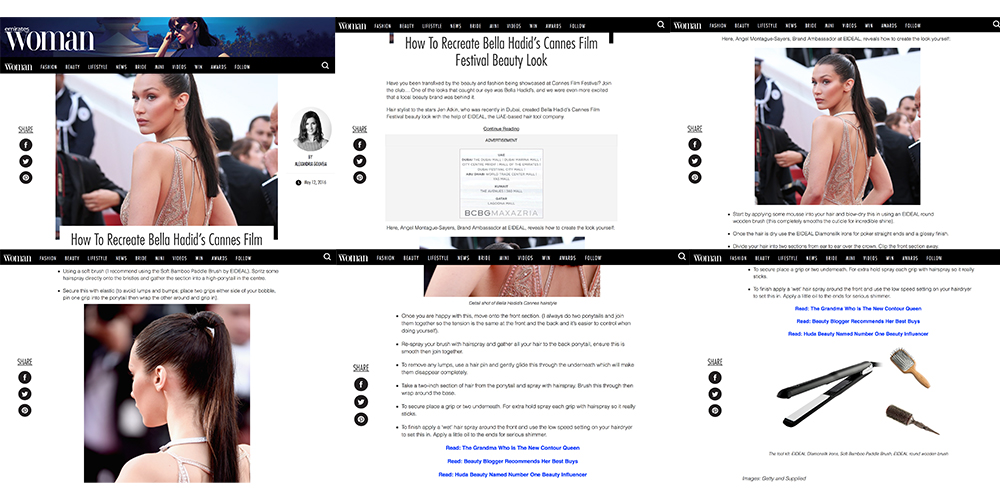 emirates
woman
Woman FASHION BEAUTY LIFESTYLE NEWS BRIDE MINI VIDEOS WIN AWARDS FOLLOW
SHARE
BY
ALEXANDRA GOUVEIA
May 12, 2016
How To Recreate Bella Hadid's Cannes Film
Woman FASHION BEAUTY LIFESTYLE NEWS BRIDE MINI VIDEOS WIN AWARDS FOLLOW
How To Recreate Bella Hadid's Cannes Film
Festival Beauty Look
Have you been transfixed by the beauty and fashion being showcased at Cannes Film Festival? Join
the club... One of the looks that caught our eye was Bella Hadid's, and we were even more excited
that a local beauty brand was behind it.
Hair stylist to the stars Jen Atkin, who was recently in Dubai, created Bella Hadid's Cannes Film
Festival beauty look with the help of EIDEAL, the UAE-based hair tool company.
SHARE
Continue Reading
ADVERTISEMENT
UAE
DUBAI THE DUBAI MALL | DUBAI MARINA MALL |
CITY CENTRE MIRDIF | MALL OF THE EMIRATES |
DUBAI FESTIVAL CITY MALL |
ABU DHABI WORLD TRADE CENTER MALL |
YAS MALL
KUWAIT
THE AVENUES | 360 MALL
QATAR
LAGOONA MALL
BCBGMAXAZRIA
Here, Angel Montague-Sayers, Brand Ambassador at EIDEAL, reveals how to create the look yourself.
Woman FASHION BEAUTY LIFESTYLE NEWS BRIDE MINI VIDEOS WIN AWARDS FOLLOW
Here, Angel Montague-Sayers, Brand Ambassador at EIDEAL, reveals how to create the look yourself.
SHARE
• Start by applying some mousse into your hair and blow-dry this in using an EIDEAL round
wooden brush (this completely smooths the cuticle for incredible shine).
• Once the hair is dry use the EIDEAL Diamondsilk irons for poker straight ends and a glossy finish.
• Divide your hair into two sections from ear to ear over the crown. Clip the front section away.
Woman FASHION BEAUTY LIFESTYLE NEWS BRIDE MINI VIDEOS WIN AWARDS FOLLOW
• Using a soft brush (I recommend using the Soft Bamboo Paddle Brush by EIDEAL). Spritz some
hairspray directly onto the bristles and gather the section into a high-ponytail in the centre.
• Secure this with elastic (to avoid lumps and bumps, place two grips either side of your bobble,
pin one grip into the ponytail then wrap the other around and grip in).
SHARE
Woman FASHION BEAUTY LIFESTYLE NEWS BRIDE MINI VIDEOS WIN AWARDS FOLLOW
Detail shot of Bella Hadid's Cannes hairstyle
• Once you are happy with this, move onto the front section. (I always do two ponytails and join
them together so the tension is the same at the front and the back and it's easier to control when
doing yourself).
• Re-spray your brush with hairspray and gather all your hair to the back ponytail, ensure this is
smooth then join together.
SHARE
• To remove any lumps, use a hair pin and gently glide this through the underneath which will make
them disappear completely.
• Take a two-inch section of hair from the ponytail and spray with hairspray. Brush this through then
wrap around the base.
• To secure place a grip or two underneath. For extra hold spray each grip with hairspray so it really
sticks.
• To finish apply a 'wet' hair spray around the front and use the low speed setting on your hairdryer
to set this in. Apply a little oil to the ends for serious shimmer.
Read: The Grandma Who Is The New Contour Queen
Read: Beauty Blogger Recommends Her Best Buys
Read: Huda Beauty Named Number One Beauty Influencer
Woman FASHION BEAUTY LIFESTYLE NEWS BRIDE MINI VIDEOS WIN AWARDS FOLLOW
• To secure place a grip or two underneath. For extra hold spray each grip with hairspray so it really
sticks.
• To finish apply a 'wet' hair spray around the front and use the low speed setting on your hairdryer
to set this in. Apply a little oil to the ends for serious shimmer.
Read: The Grandma Who Is The New Contour Queen
Read: Beauty Blogger Recommends Her Best Buys
Read: Huda Beauty Named Number One Beauty Influencer
SHARE
The tool kit: EIDEAL Diamondsilk irons, Soft Bamboo Paddle Brush, EIDEAL round wooden brush
Images: Getty and Supplied